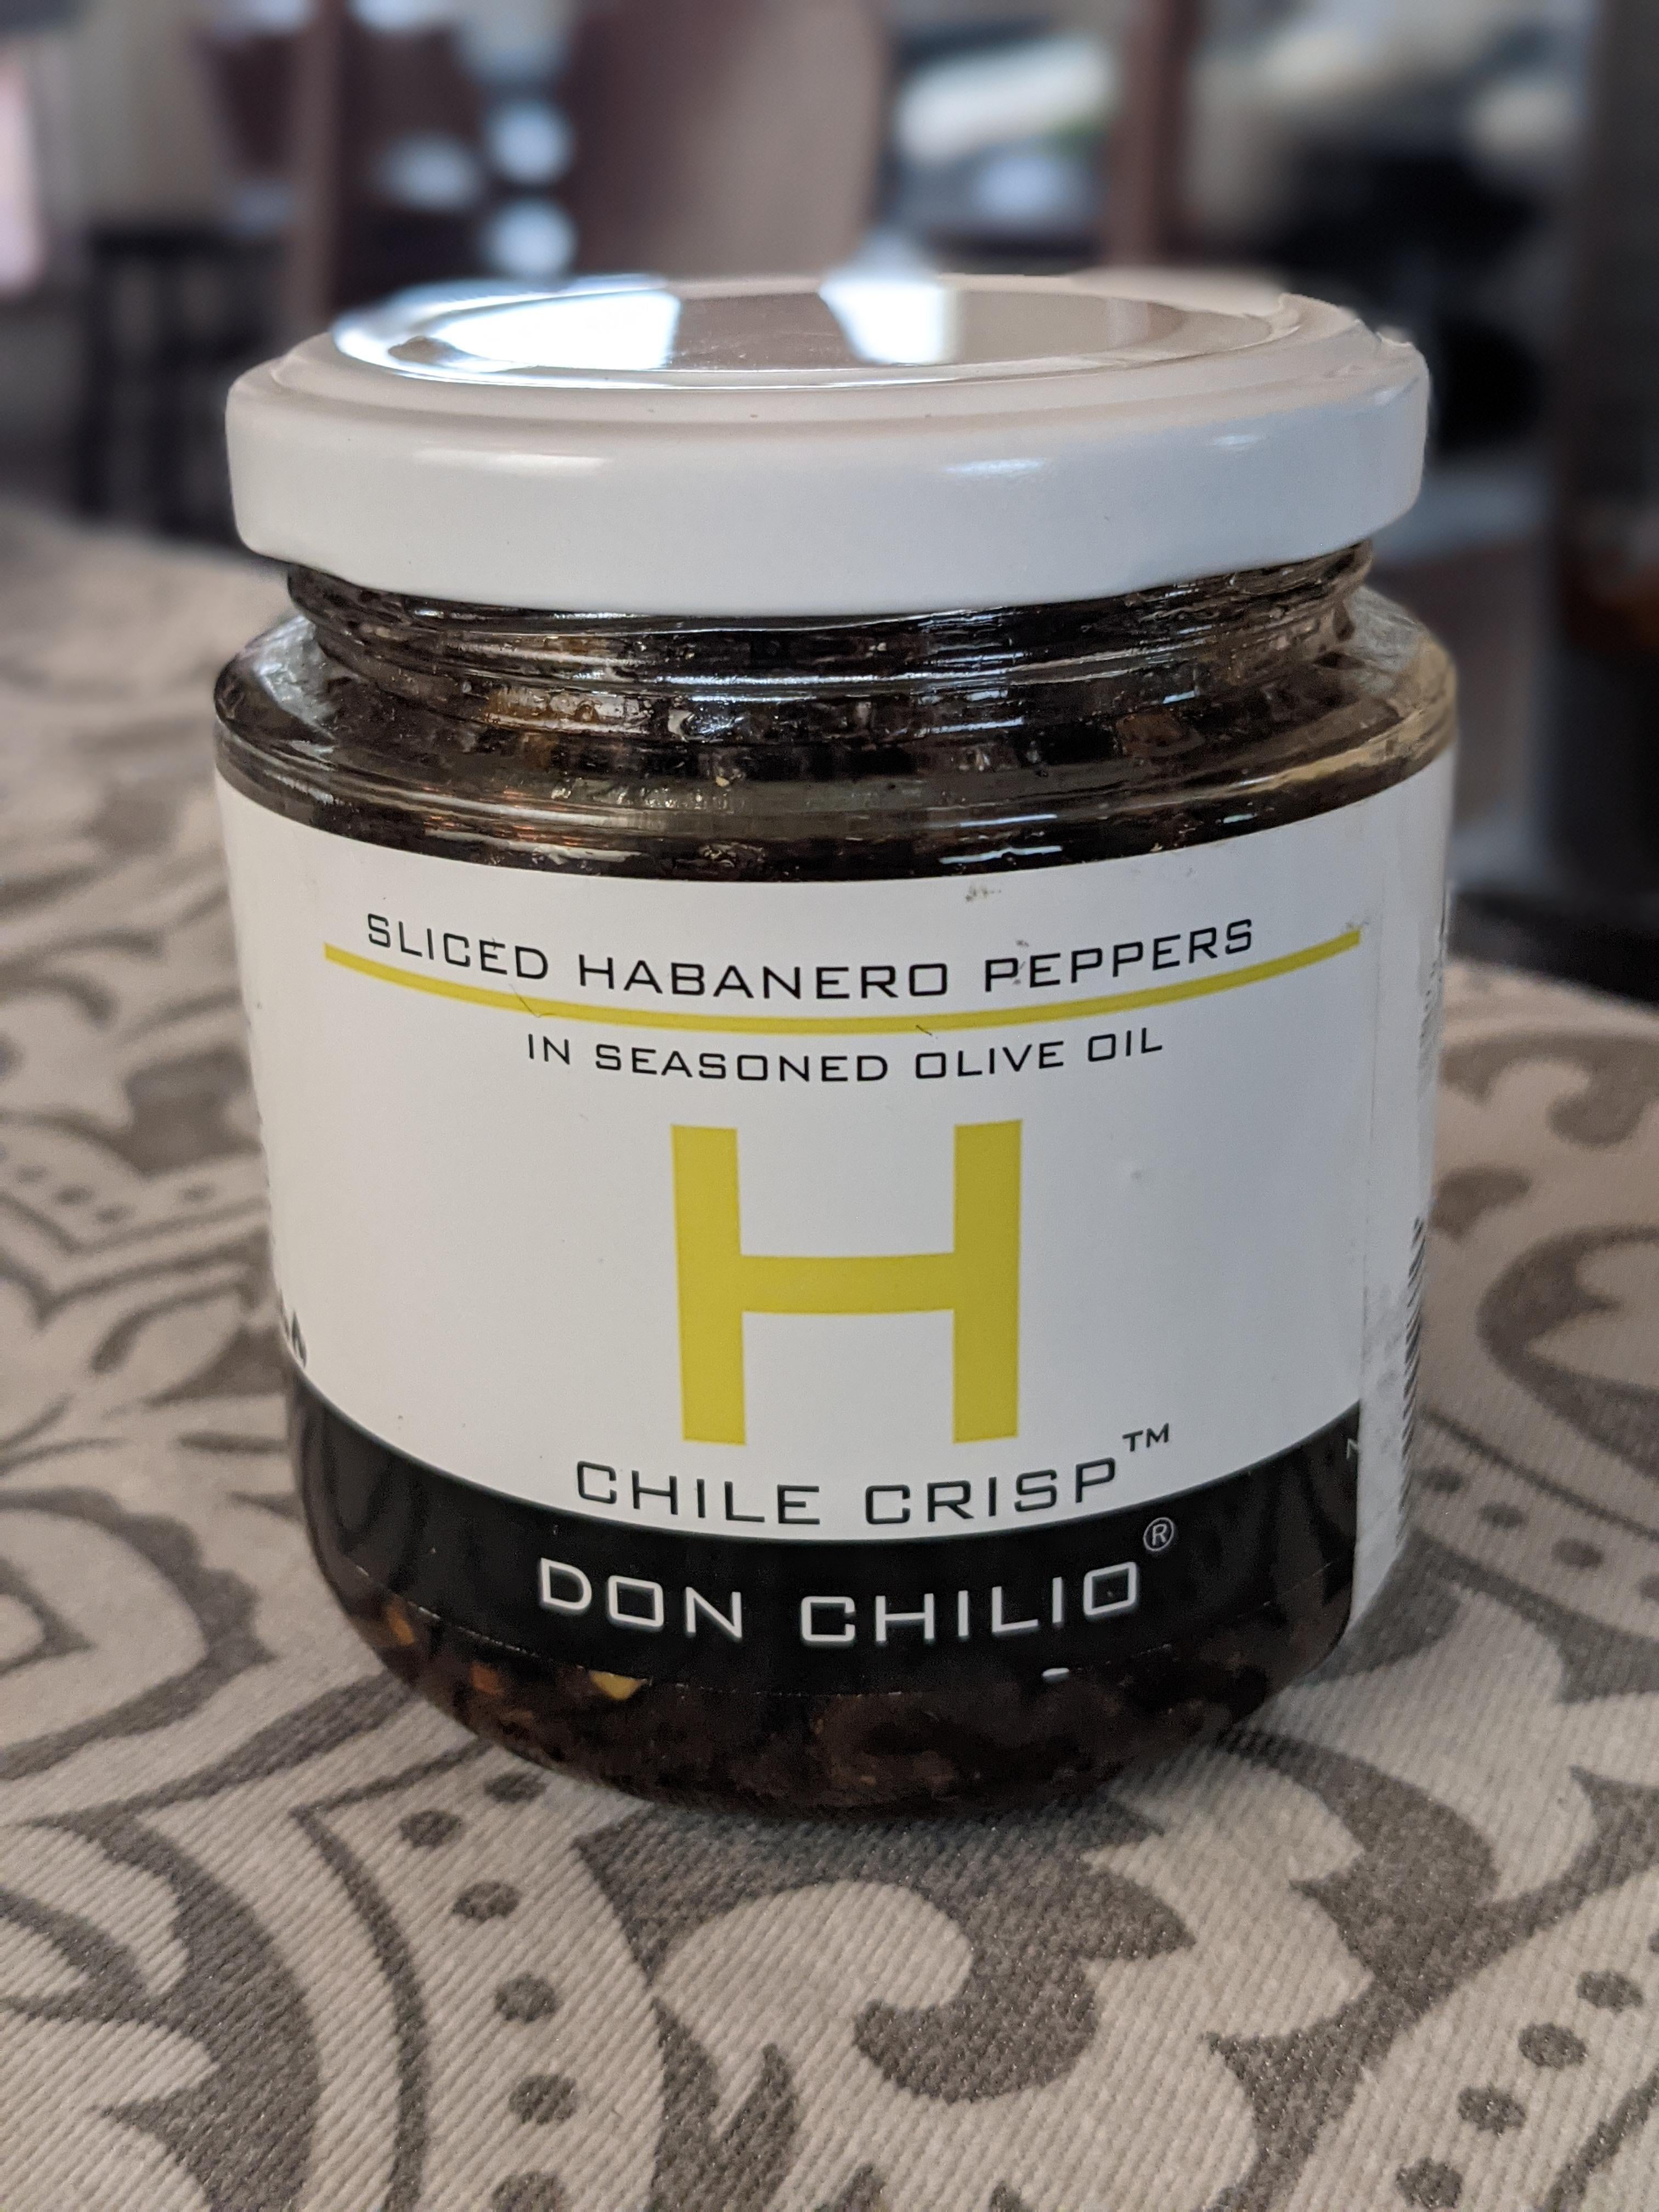 SLICED HABANERO PEPPERS
IN SEASONED OLIVE OIL
H
CHILE CRISP™
DON CHILIO®